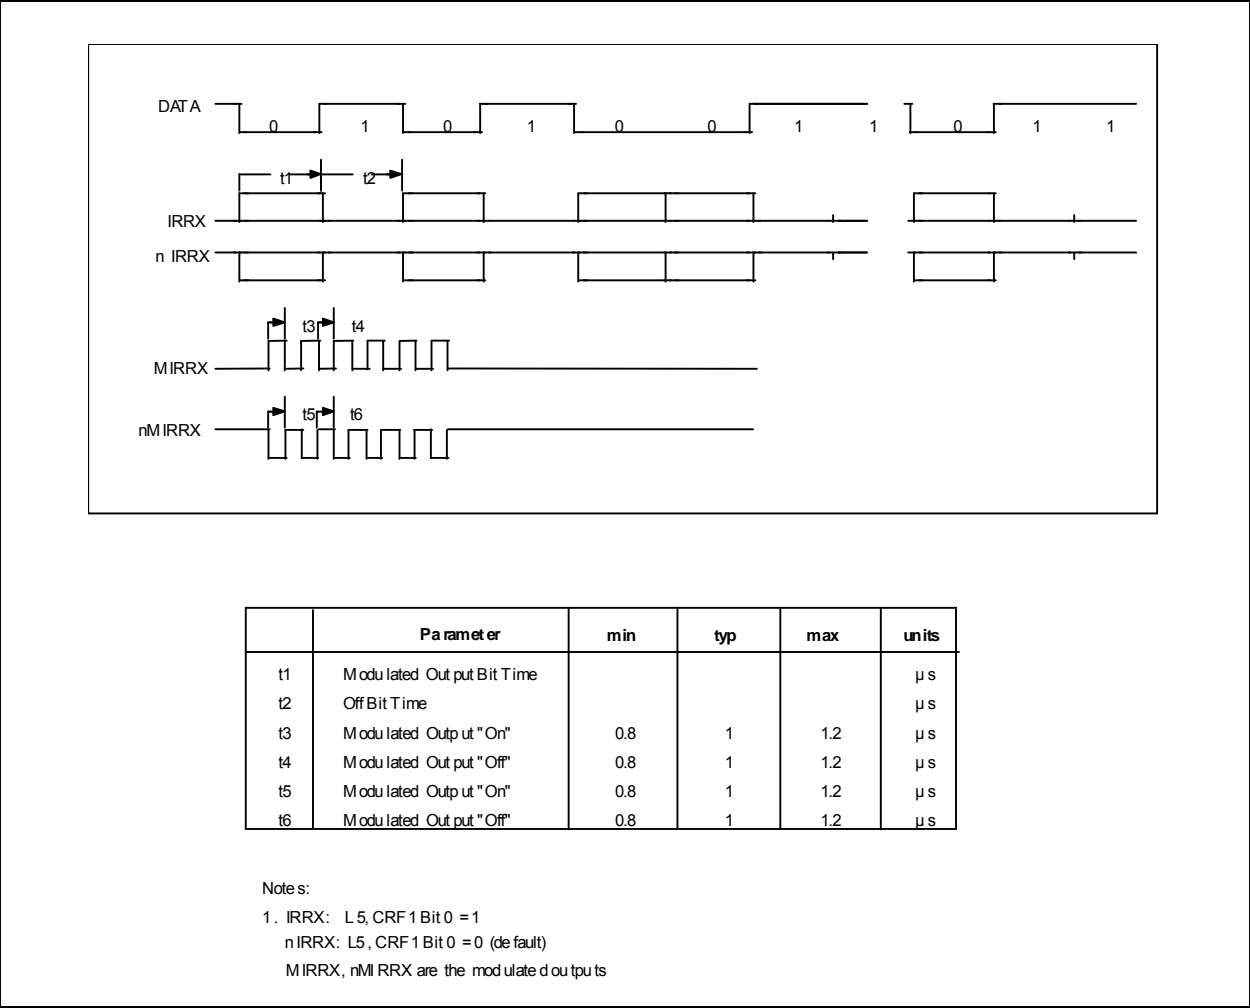 DATA
0 1 0 1 0 0 1 1 0 1 1
t1 t2
IRRX
n IRRX
t3 t4
MIRRX
t5 t6
nMIRRX
Parameter min typ max units
t1 Modulated Output Bit Time µs
t2 Off Bit Time µs
t3 Modulated Output "On" 0.8 1 1.2 µs
t4 Modulated Output "Off" 0.8 1 1.2 µs
t5 Modulated Output "On" 0.8 1 1.2 µs
t6 Modulated Output "Off" 0.8 1 1.2 µs
Notes:
1. IRRX: L5, CRF1 Bit 0 = 1
nIRRX: L5, CRF1 Bit 0 = 0 (default)
MIRRX, nMIRRX are the modulated outputs